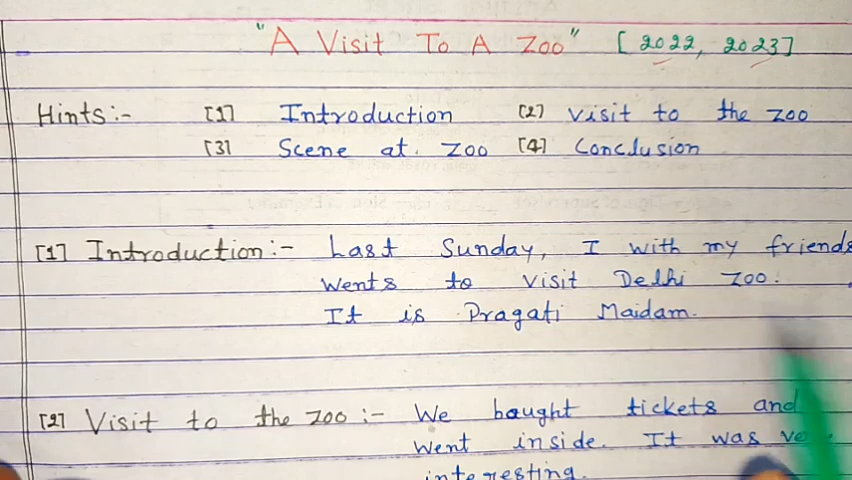 "A Visit To A Zoo" [2022, 2023]
Hints:- [1] Introduction [2] visit to the zoo
[3] Scene at zoo [4] Conclusion
[1] Introduction:- Last Sunday, I with my friends
wents to visit Delhi zoo.
It is Pragati Maidam.
[2] Visit to the zoo:- We bought tickets and
went inside. It was
interesting.